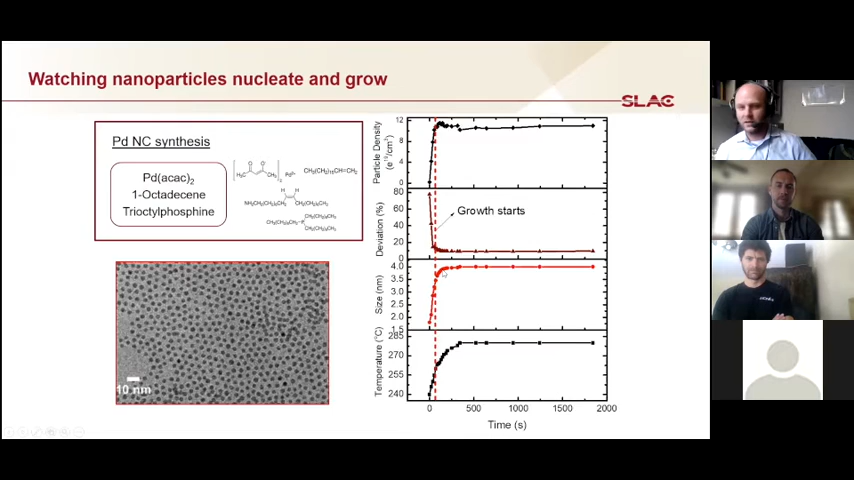 Watching nanoparticles nucleate and grow
SLAC
Pd NC synthesis
Pd(acac)2
1-Octadecene
Trioctylphosphine
10 nm
Particle Density
12
8
4
0
Deviation (%)
80
60
40
20
0
Growth starts
Size (nm)
4.0
3.5
3.0
2.5
2.0
1.5
Temperature (°C)
285
270
255
240
0 500 1000 1500 2000
Time (s)